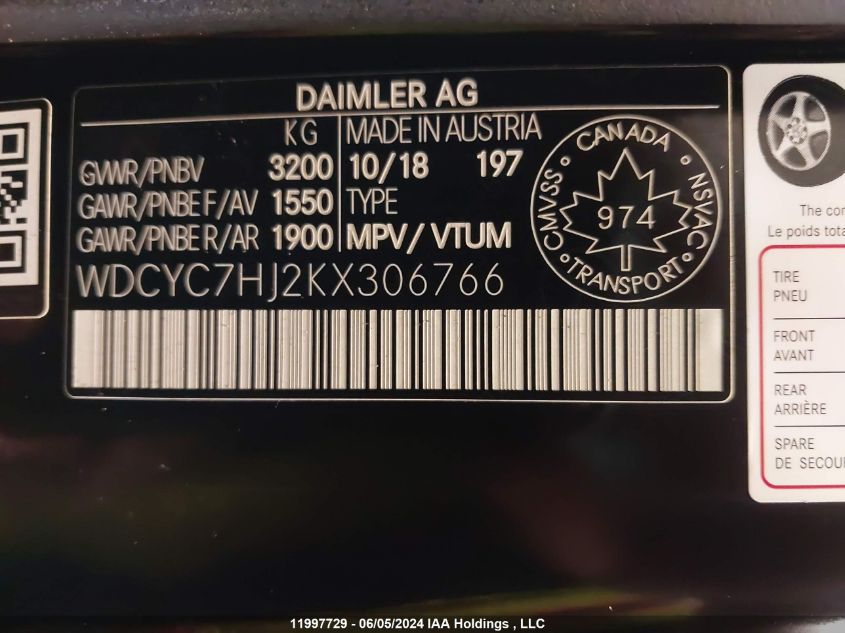 DAIMLER AG
KG
MADE IN AUSTRIA
GVWR/PNBV 3200
10/18 197
GAWR/PNBE F/AV 1550
TYPE
GAWR/PNBE R/AR 1900
MPV/ VTUM
WDCYC7HJ2KX306766
CANADA
CMVSS • NSVAC
974
TRANSPORT
The com
Le poids tota
TIRE
PNEU
FRONT
AVANT
REAR
ARRIÈRE
SPARE
DE SECOU
11997729 - 06/05/2024 IAA Holdings , LLC